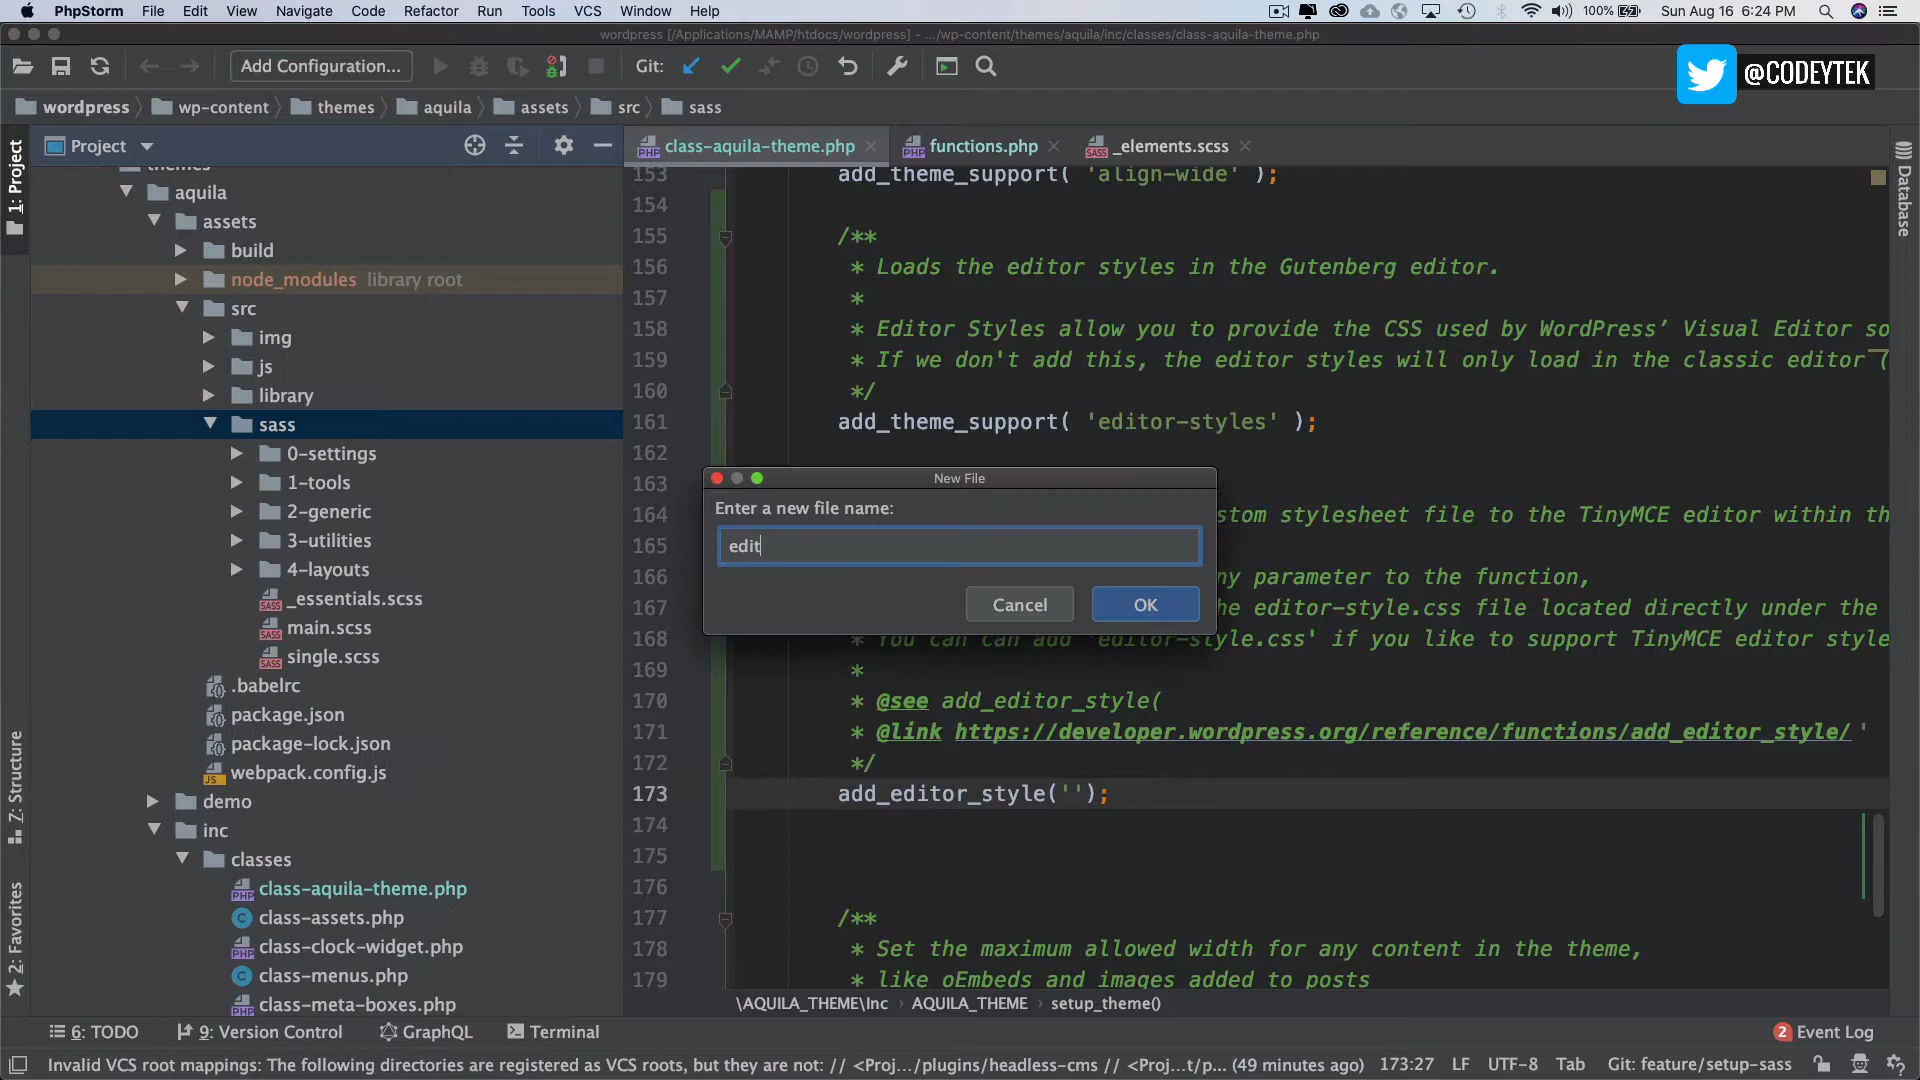 PhpStorm File Edit View Navigate Code Refactor Run Tools VCS Window Help 100% Sun Aug 16 6:24 PM
wordpress [/Applications/MAMP/htdocs/wordpress] - .../wp-content/themes/aquila/inc/classes/class-aquila-theme.php
Add Configuration... Git:
@CODEYTEK
wordpress wp-content themes aquila assets src sass
1: Project
Project
class-aquila-theme.php functions.php _elements.scss
Database
themes
aquila
assets
build
node_modules library root
src
img
js
library
sass
0-settings
1-tools
2-generic
3-utilities
4-layouts
_essentials.scss
main.scss
single.scss
.babelrc
package.json
package-lock.json
webpack.config.js
demo
inc
classes
class-aquila-theme.php
class-assets.php
class-clock-widget.php
class-menus.php
class-meta-boxes.php
7: Structure
2: Favorites
153 add_theme_support( 'align-wide' );
154
155 /**
156 * Loads the editor styles in the Gutenberg editor.
157 *
158 * Editor Styles allow you to provide the CSS used by WordPress’ Visual Editor so
159 * If we don't add this, the editor styles will only load in the classic editor (
160 */
161 add_theme_support( 'editor-styles' );
162
163
164 stom stylesheet file to the TinyMCE editor within th
165
166 ny parameter to the function,
167 he editor-style.css file located directly under the
168 * You can can add 'editor-style.css' if you like to support TinyMCE editor style
169 *
170 * @see add_editor_style(
171 * @link https://developer.wordpress.org/reference/functions/add_editor_style/ '
172 */
173 add_editor_style('');
174
175
176
177 /**
178 * Set the maximum allowed width for any content in the theme,
179 * like oEmbeds and images added to posts
New File
Enter a new file name:
edit
Cancel OK
\AQUILA_THEME\Inc AQUILA_THEME setup_theme()
6: TODO 9: Version Control GraphQL Terminal 2 Event Log
Invalid VCS root mappings: The following directories are registered as VCS roots, but they are not: // <Proj.../plugins/headless-cms // <Proj...t/p... (49 minutes ago) 173:27 LF UTF-8 Tab Git: feature/setup-sass